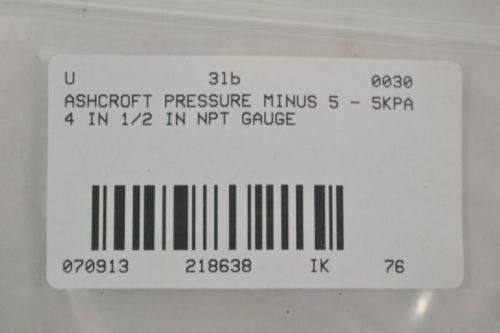 U 31b 0030
ASHCROFT PRESSURE MINUS 5 - 5KPA
4 IN 1/2 IN NPT GAUGE
070913 218638 IK 76